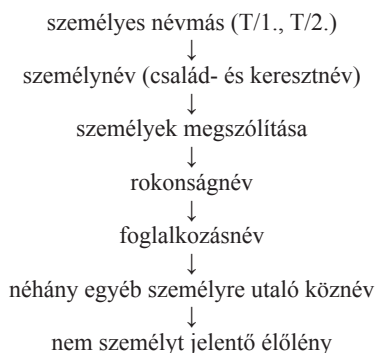 személyes névmás (T/1., T/2.)
↓
személynév (család- és keresztnév)
↓
személyek megszólítása
↓
rokonságnév
↓
foglalkozásnév
↓
néhány egyéb személyre utaló köznév
↓
nem személyt jelentő élőlény